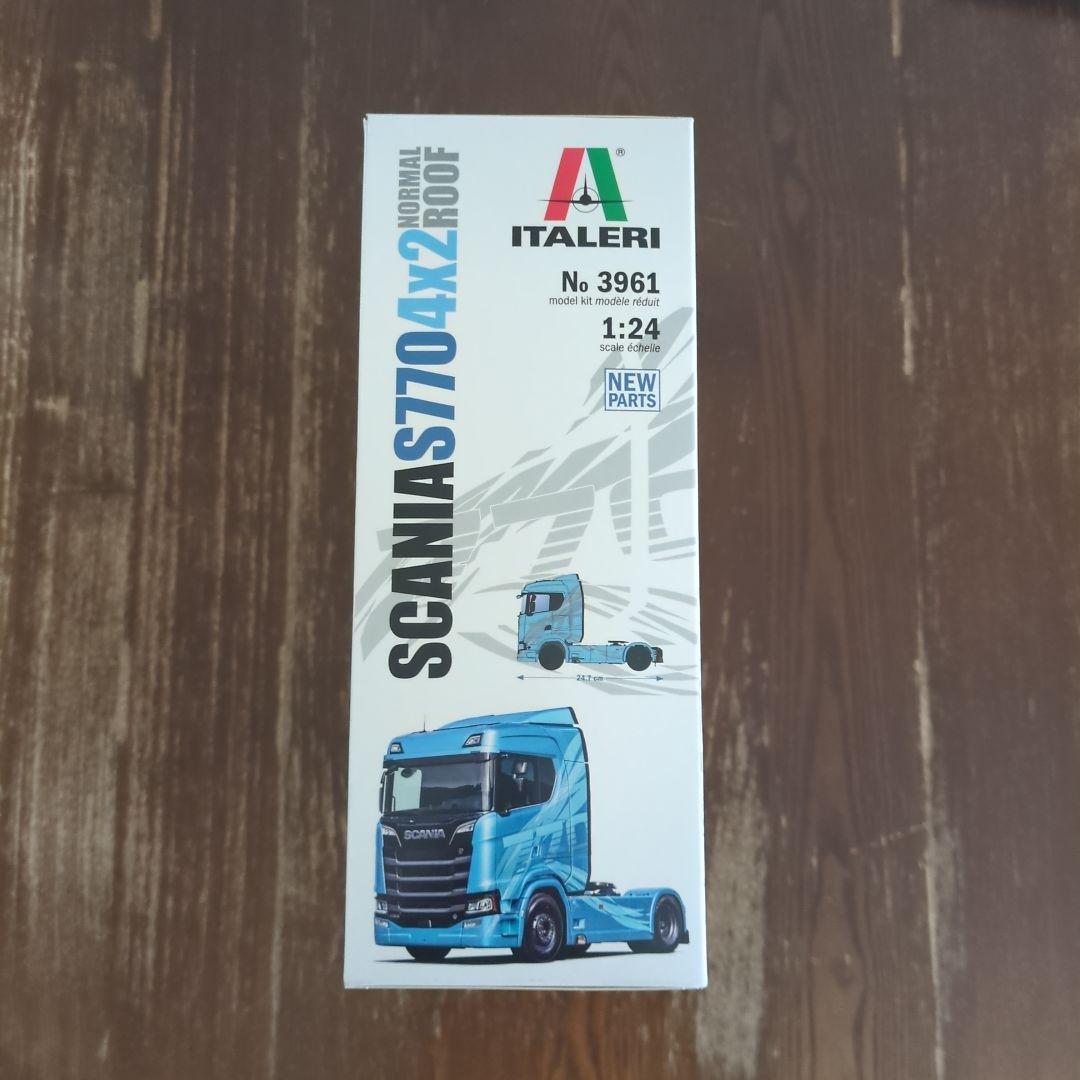 SCANIAS7704x2
NORMAL
ROOF
®
ITALERI
No 3961
model kit modèle réduit
1:24
scale échelle
NEW
PARTS
24.7 cm
SCANIA